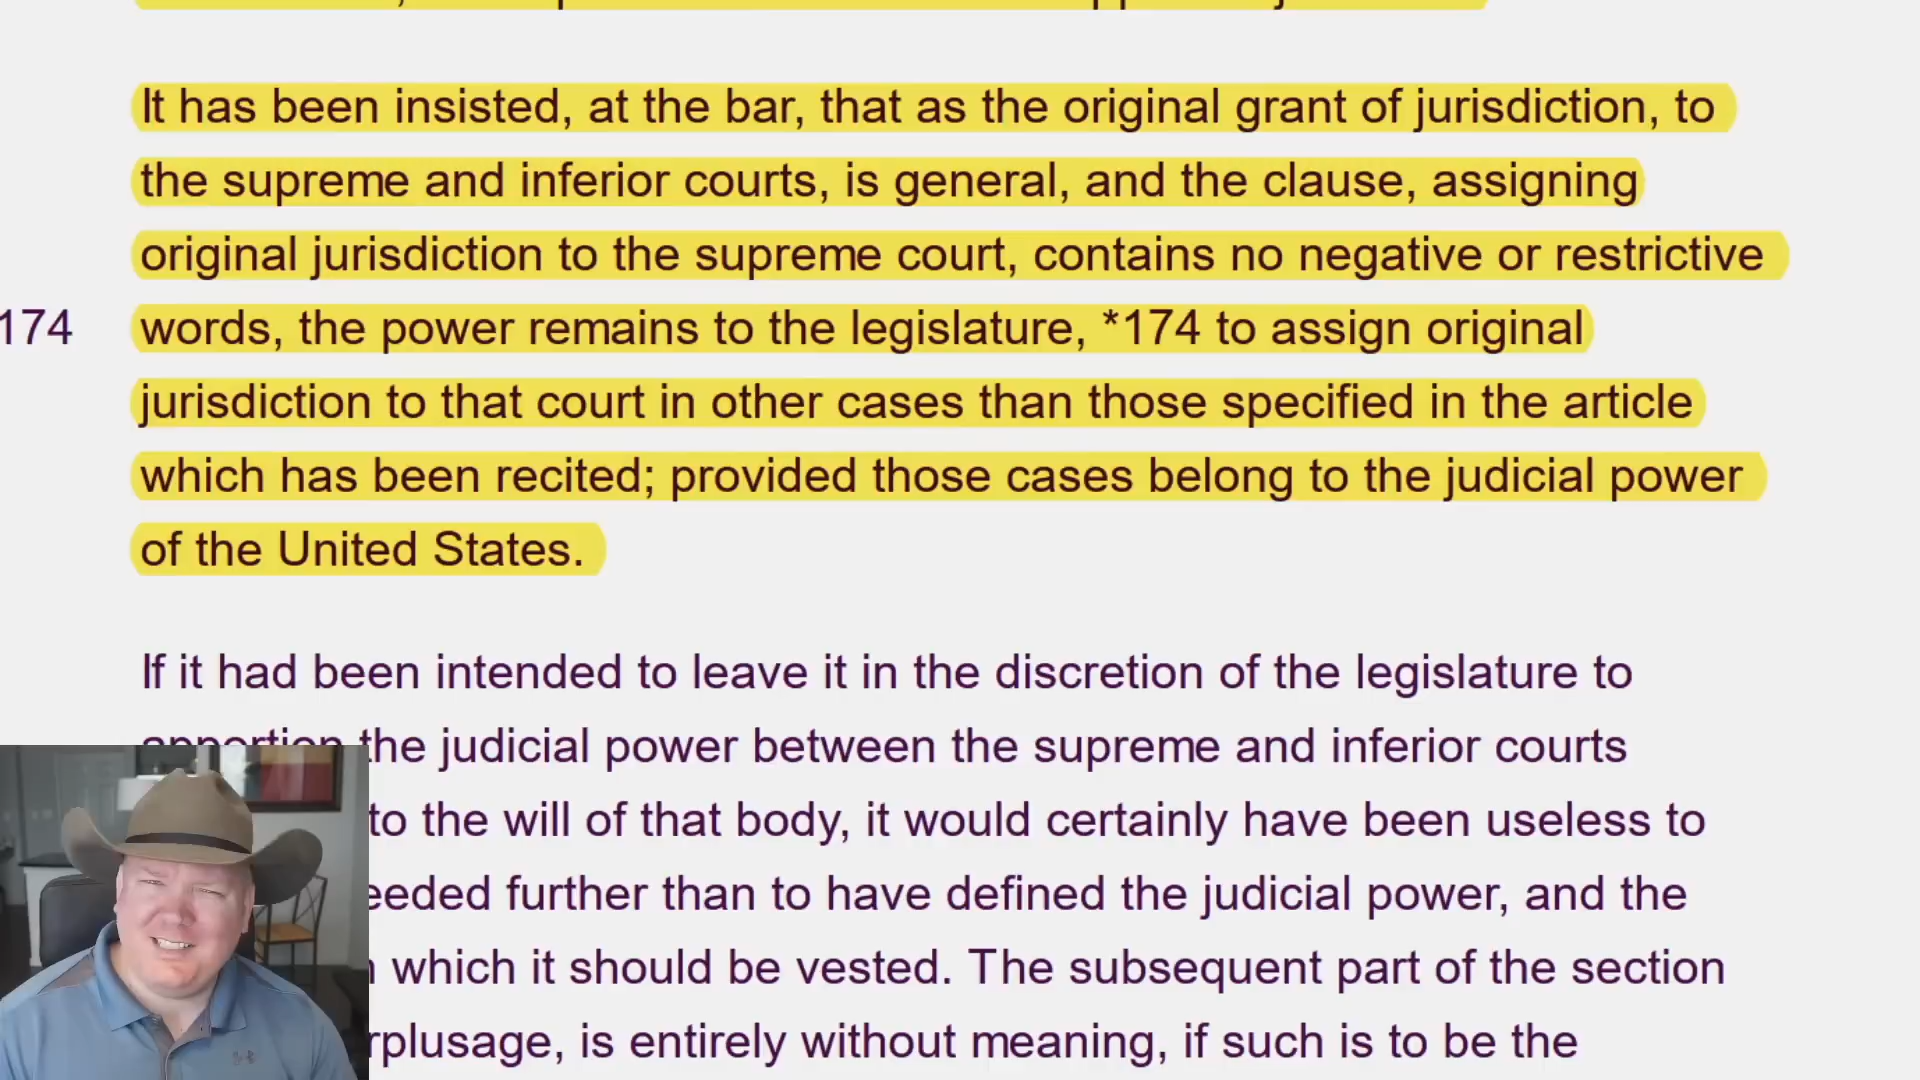 It has been insisted, at the bar, that as the original grant of jurisdiction, to
the supreme and inferior courts, is general, and the clause, assigning
original jurisdiction to the supreme court, contains no negative or restrictive
174 words, the power remains to the legislature, *174 to assign original
jurisdiction to that court in other cases than those specified in the article
which has been recited; provided those cases belong to the judicial power
of the United States.
If it had been intended to leave it in the discretion of the legislature to
apportion the judicial power between the supreme and inferior courts
to the will of that body, it would certainly have been useless to
further than to have defined the judicial power, and the
which it should be vested. The subsequent part of the section
is entirely without meaning, if such is to be the